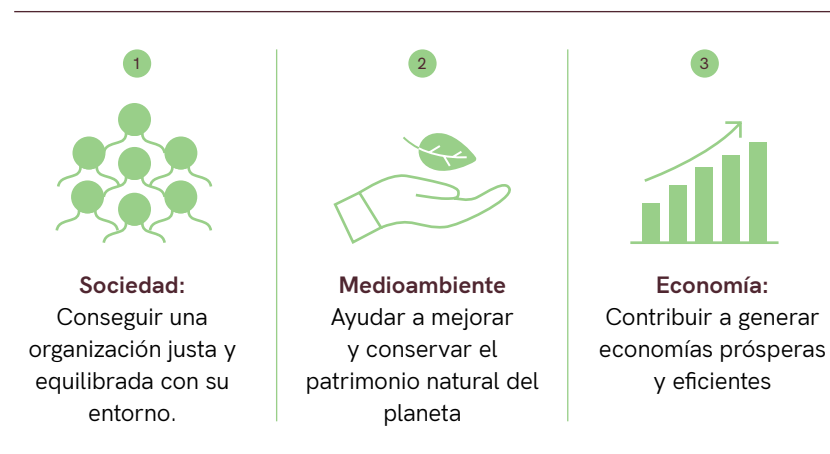 1
Sociedad:
Conseguir una
organización justa y
equilibrada con su
entorno.
2
Medioambiente
Ayudar a mejorar
y conservar el
patrimonio natural del
planeta
3
Economía:
Contribuir a generar
economías prósperas
y eficientes